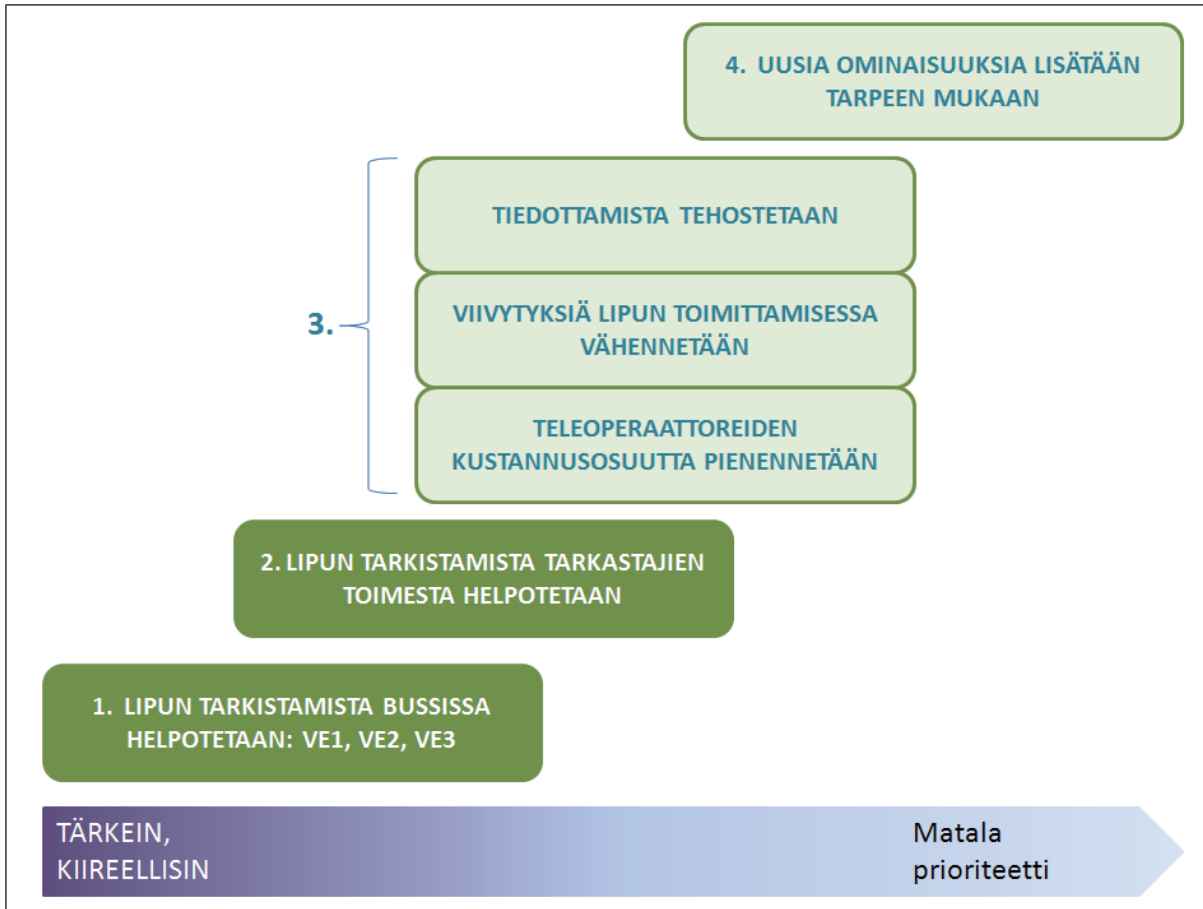 4. UUSIA OMINAISUUKSIA LISÄTÄÄN
TARPEEN MUKAAN
TIEDOTTAMISTA TEHOSTETAAN
3.
VIIVYTYKSIÄ LIPUN TOIMITTAMISESSA
VÄHENNETÄÄN
TELEOPERAATTOREIDEN
KUSTANNUSOSUUTTA PIENENNETÄÄN
2. LIPUN TARKISTAMISTA TARKASTAJIEN
TOIMESTA HELPOTETAAN
1. LIPUN TARKISTAMISTA BUSSISSA
HELPOTETAAN: VE1, VE2, VE3
TÄRKEIN,
KIIREELLISIN
Matala
prioriteetti